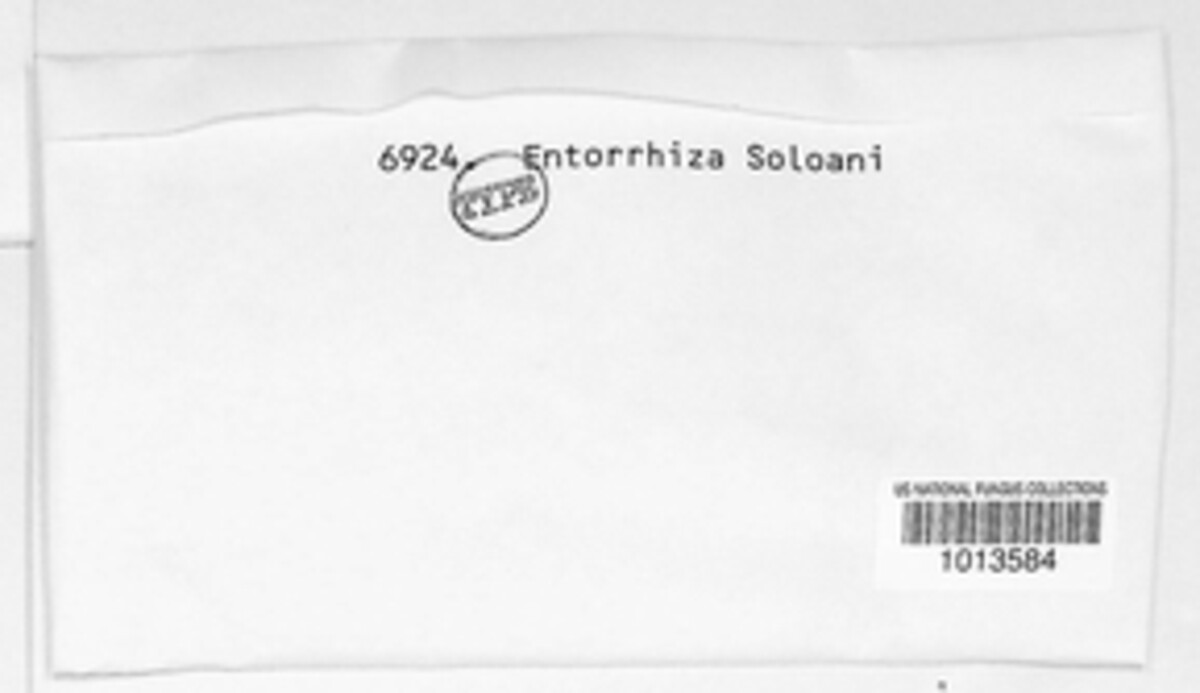 6924. Entorrhiza Soloani
TYPE
US NATIONAL FUNGUS COLLECTIONS
1013584